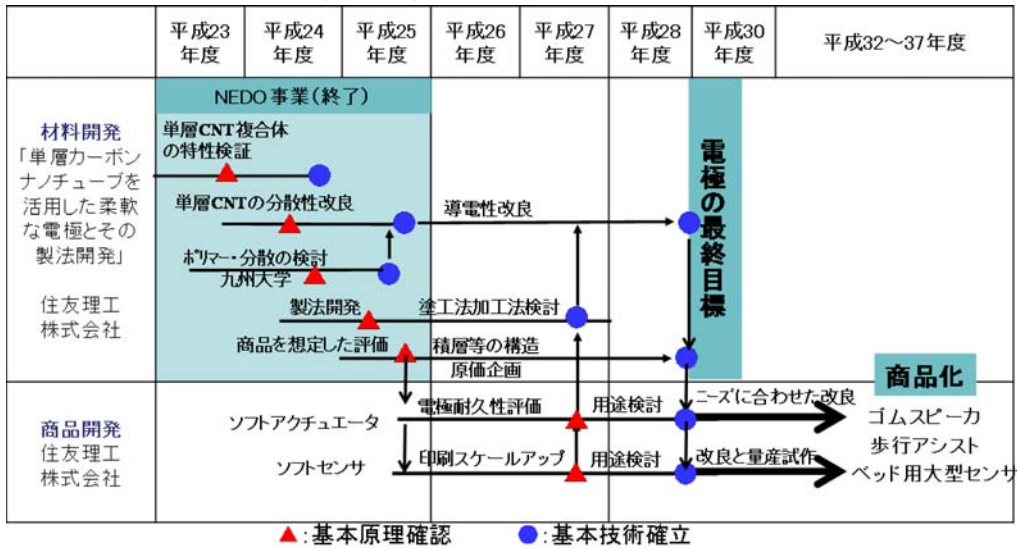 平成23
年度
平成24
年度
平成25
年度
平成26
年度
平成27
年度
平成28
年度
平成30
年度
平成32～37年度
NEDO事業(終了)
材料開発
「単層カーボン
ナノチューブを
活用した柔軟
な電極とその
製法開発」
住友理工
株式会社
単層CNT複合体
の特性検証
単層CNTの分散性改良
導電性改良
ポリマー・分散の検討
九州大学
製法開発
塗工法加工法検討
商品を想定した評価
積層等の構造
原価企画
電極の最終目標
商品化
商品開発
住友理工
株式会社
ソフトアクチュエータ
電極耐久性評価
用途検討
ニーズに合わせた改良
ソフトセンサ
印刷スケールアップ
用途検討
改良と量産試作
ゴムスピーカ
歩行アシスト
ベッド用大型センサ
▲:基本原理確認
●:基本技術確立